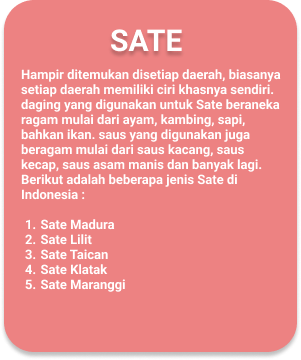 SATE
Hampir ditemukan disetiap daerah, biasanya
setiap daerah memiliki ciri khasnya sendiri.
daging yang digunakan untuk Sate beraneka
ragam mulai dari ayam, kambing, sapi,
bahkan ikan. saus yang digunakan juga
beragam mulai dari saus kacang, saus
kecap, saus asam manis dan banyak lagi.
Berikut adalah beberapa jenis Sate di
Indonesia :
1. Sate Madura
2. Sate Lilit
3. Sate Taican
4. Sate Klatak
5. Sate Maranggi